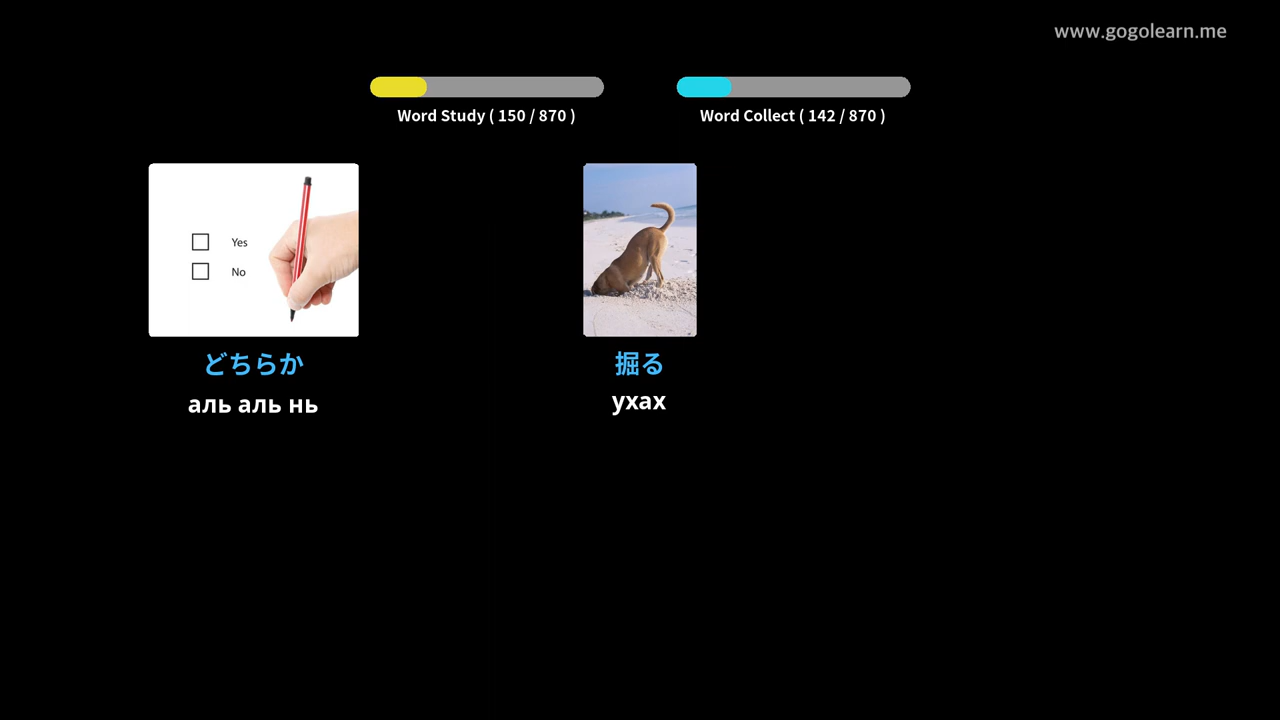 www.gogolearn.me
Word Study ( 150 / 870 )
Word Collect ( 142 / 870 )
Yes
No
どちらか
аль аль нь
掘る
ухах